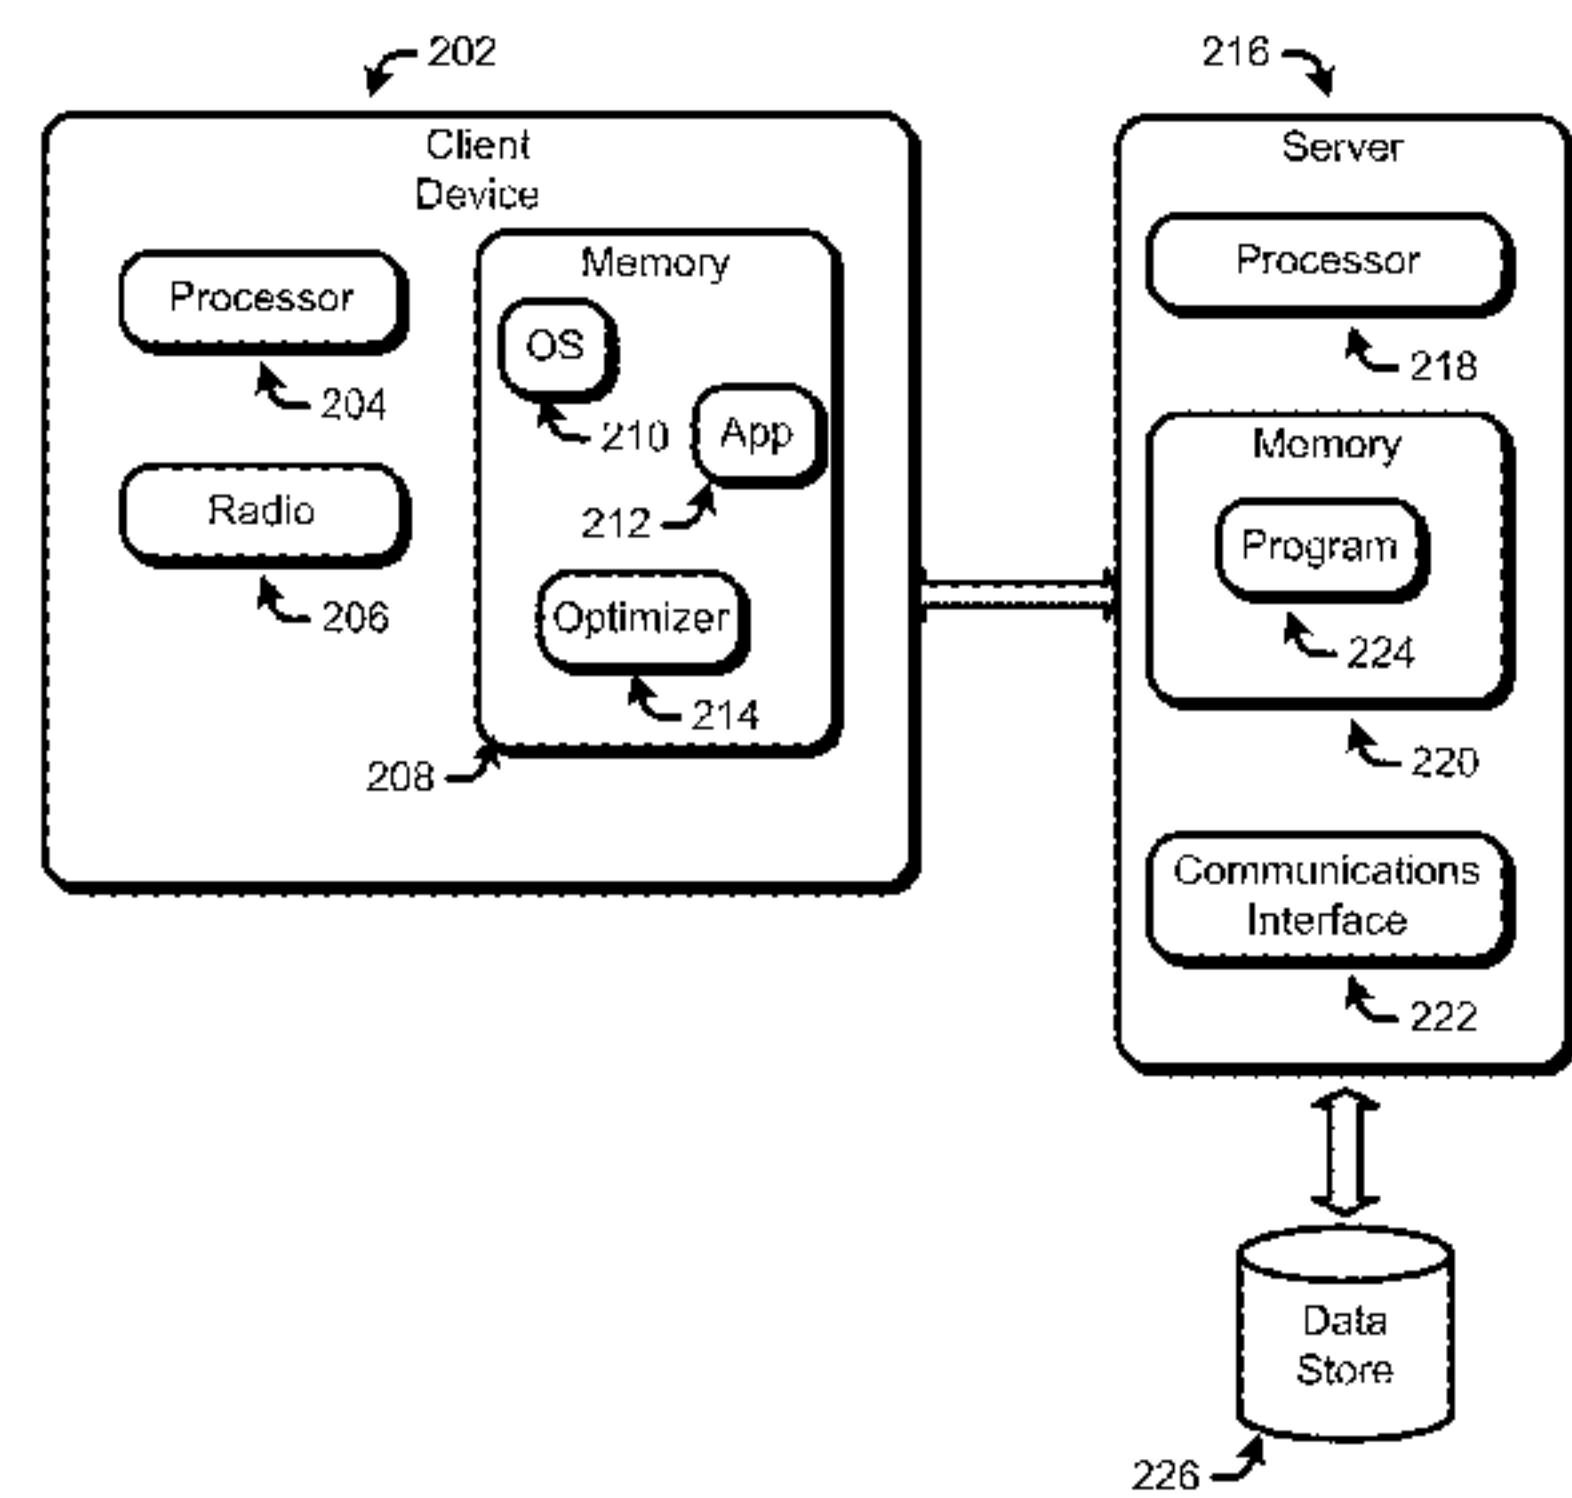 202
Client
Device
Processor
204
Radio
206
Memory
OS
210
App
212
Optimizer
214
208
216
Server
Processor
218
Memory
Program
224
220
Communications
Interface
222
Data
Store
226